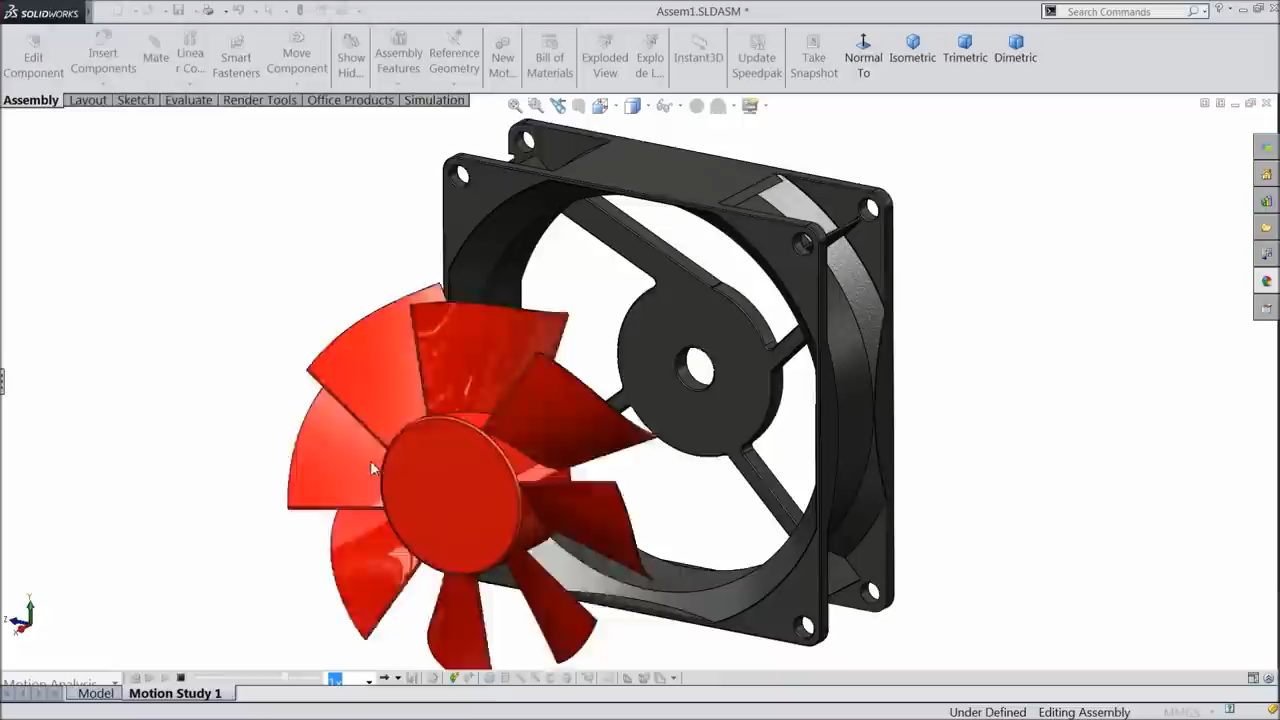 SOLIDWORKS
Assem1.SLDASM *
Search Commands
Edit Component
Insert Components
Mate
Linea r Co...
Smart Fasteners
Move Component
Show Hid...
Assembly Features
Reference Geometry
New Mot...
Bill of Materials
Exploded View
Explo de L...
Instant3D
Update Speedpak
Take Snapshot
Normal To
Isometric
Trimetric
Dimetric
Assembly Layout Sketch Evaluate Render Tools Office Products Simulation
Y
Z
X
Motion Analysis
Model Motion Study 1
Under Defined Editing Assembly MMGS